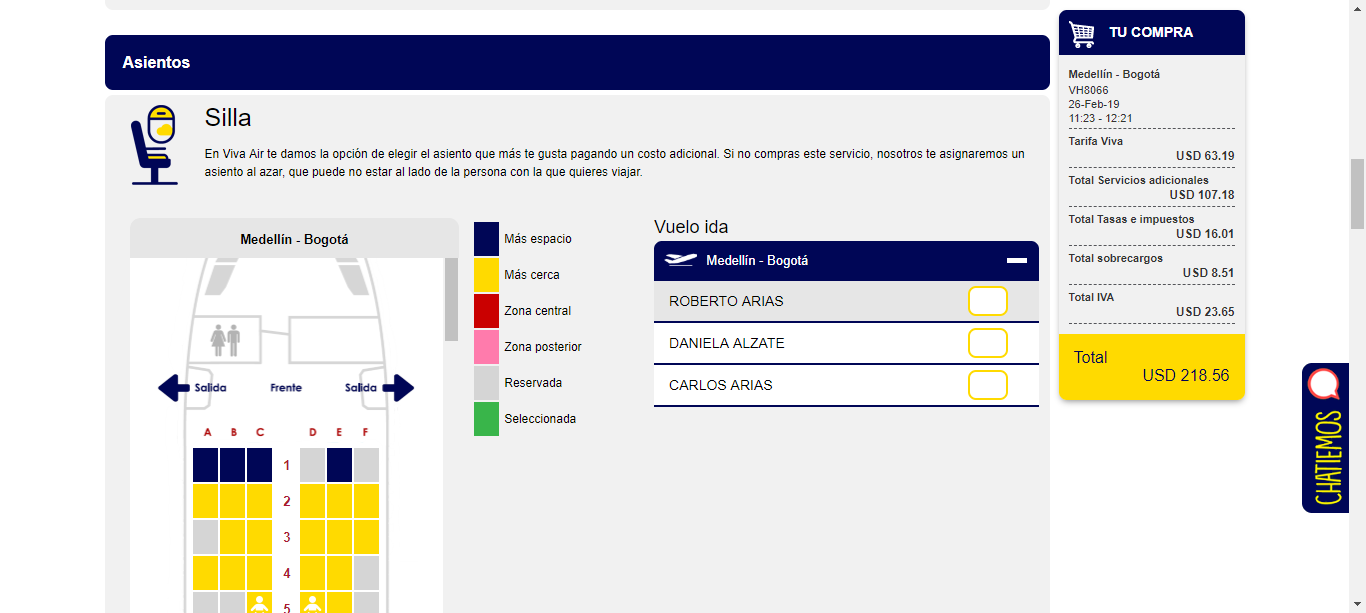 Asientos
Silla
En Viva Air te damos la opción de elegir el asiento que más te gusta pagando un costo adicional. Si no compras este servicio, nosotros te asignaremos un
asiento al azar, que puede no estar al lado de la persona con la que quieres viajar.
Medellín - Bogotá
Salida Frente Salida
A B C D E F
1
2
3
4
5
Más espacio
Más cerca
Zona central
Zona posterior
Reservada
Seleccionada
Vuelo ida
Medellín - Bogotá
ROBERTO ARIAS
DANIELA ALZATE
CARLOS ARIAS
TU COMPRA
Medellín - Bogotá
VH8066
26-Feb-19
11:23 - 12:21
Tarifa Viva
USD 63.19
Total Servicios adicionales
USD 107.18
Total Tasas e impuestos
USD 16.01
Total sobrecargos
USD 8.51
Total IVA
USD 23.65
Total
USD 218.56
CHATIEMOS